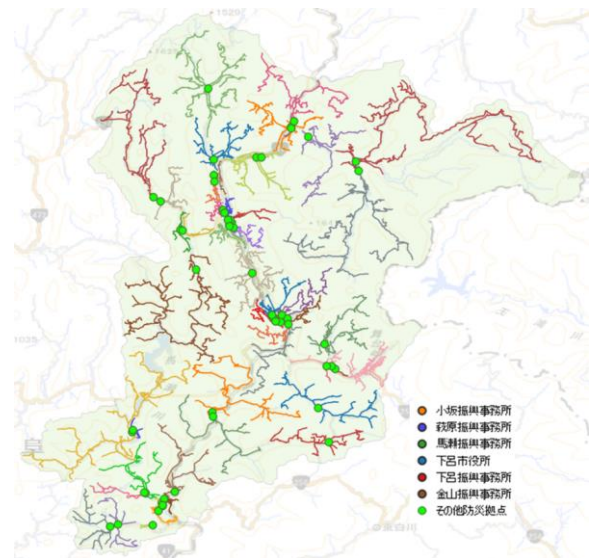 小坂振興事務所
萩原振興事務所
馬瀬振興事務所
下呂市役所
下呂振興事務所
金山振興事務所
その他防災拠点